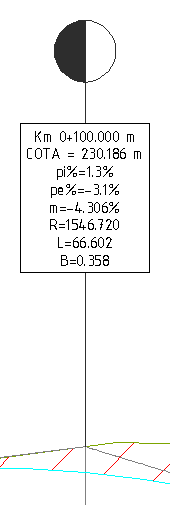 Km 0+100.000 m
COTA = 230.186 m
pi%=1.3%
pe%=-3.1%
m=-4.306%
R=1546.720
L=66.602
B=0.358